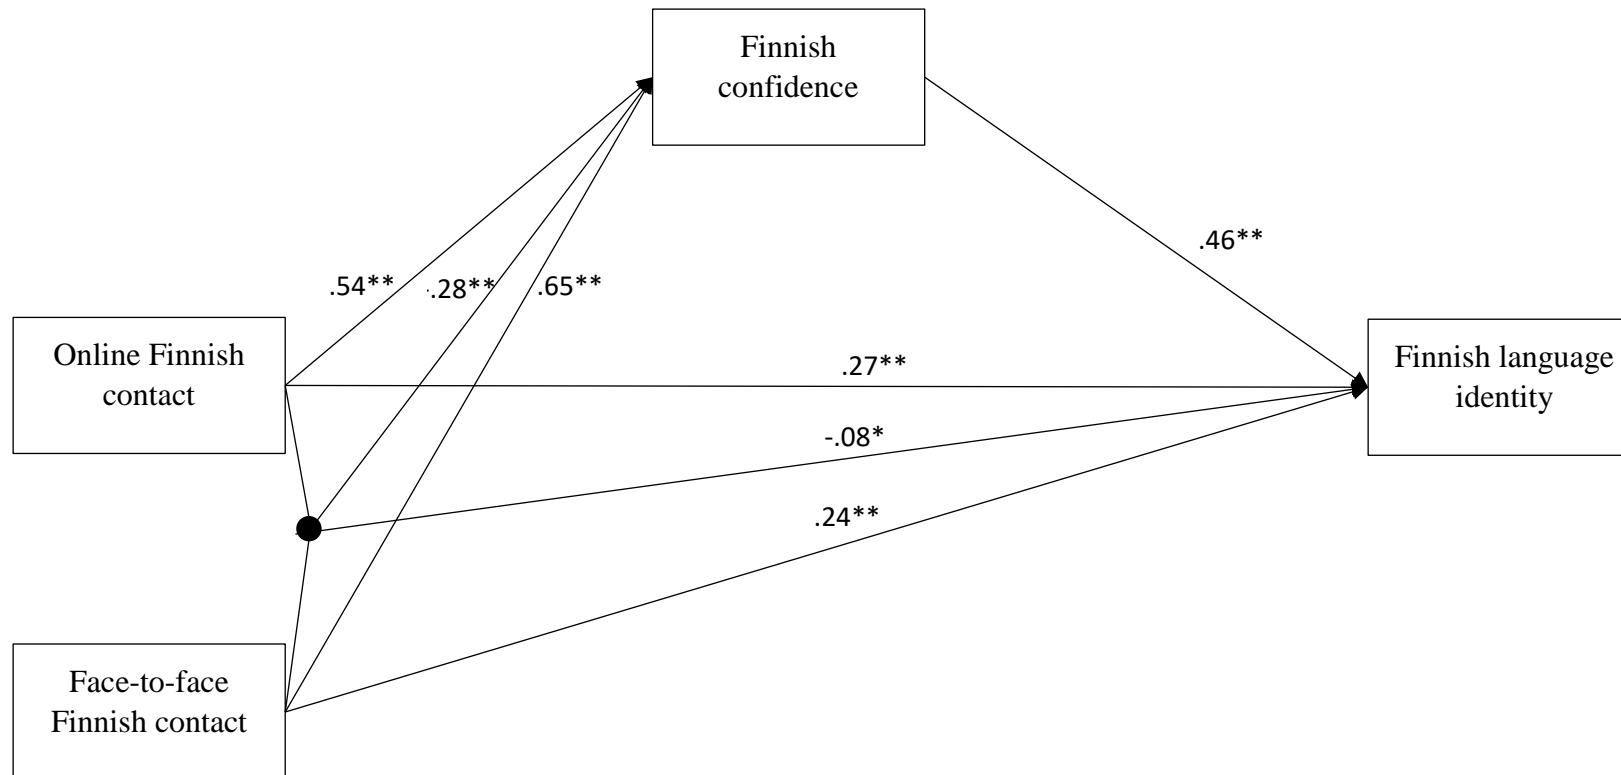 Finnish
confidence
.46**
.54**
-.28**
.65**
Online Finnish
contact
.27**
Finnish language
identity
-.08*
.24**
Face-to-face
Finnish contact